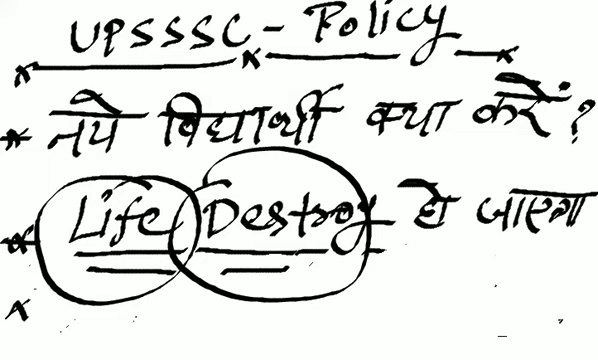 UPSSSC - Policy
* नये विद्यार्थी क्या करें?
* Life Destroy हो जाएगा